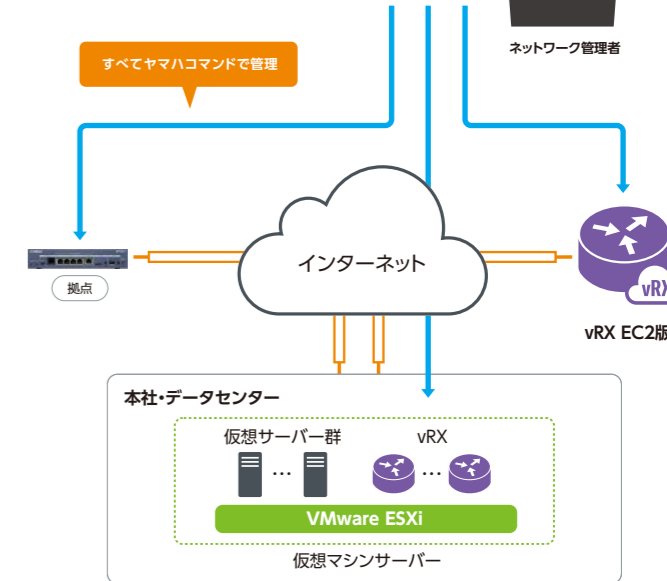 ネットワーク管理者
すべてヤマハコマンドで管理
インターネット
拠点
vRX
vRX EC2版
本社・データセンター
仮想サーバー群
vRX
...
...
VMware ESXi
仮想マシンサーバー